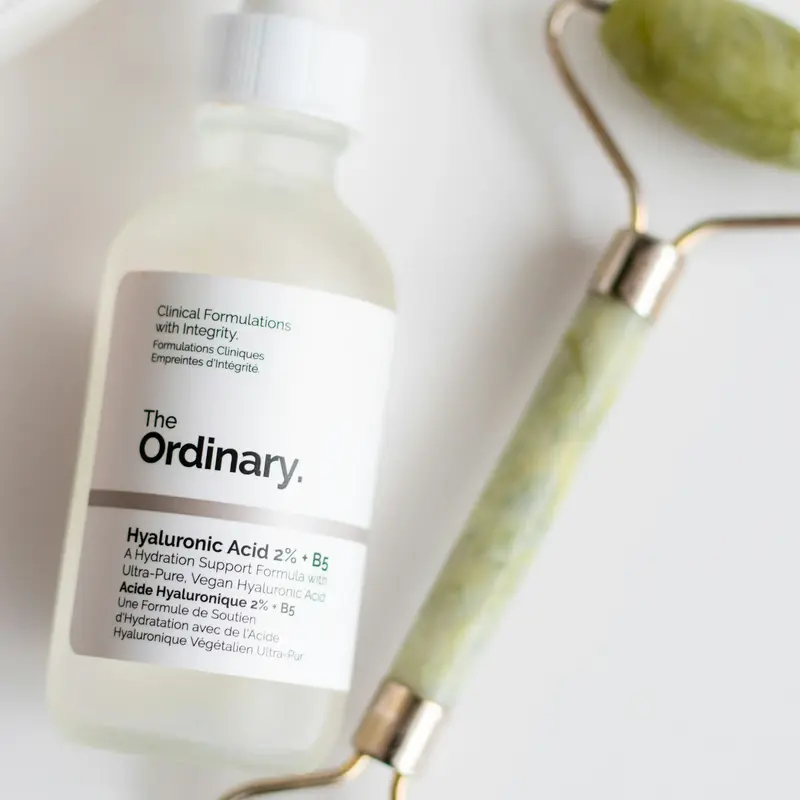 Clinical Formulations
with Integrity.
Formulations Cliniques
Empreintes d'Intégrité.
The
Ordinary.
Hyaluronic Acid 2% + B5
A Hydration Support Formula with
Ultra-Pure, Vegan Hyaluronic Acid
Acide Hyaluronique 2% + B5
Une Formule de Soutien
d'Hydratation avec de l'Acide
Hyaluronique Végétalien Ultra-Pur